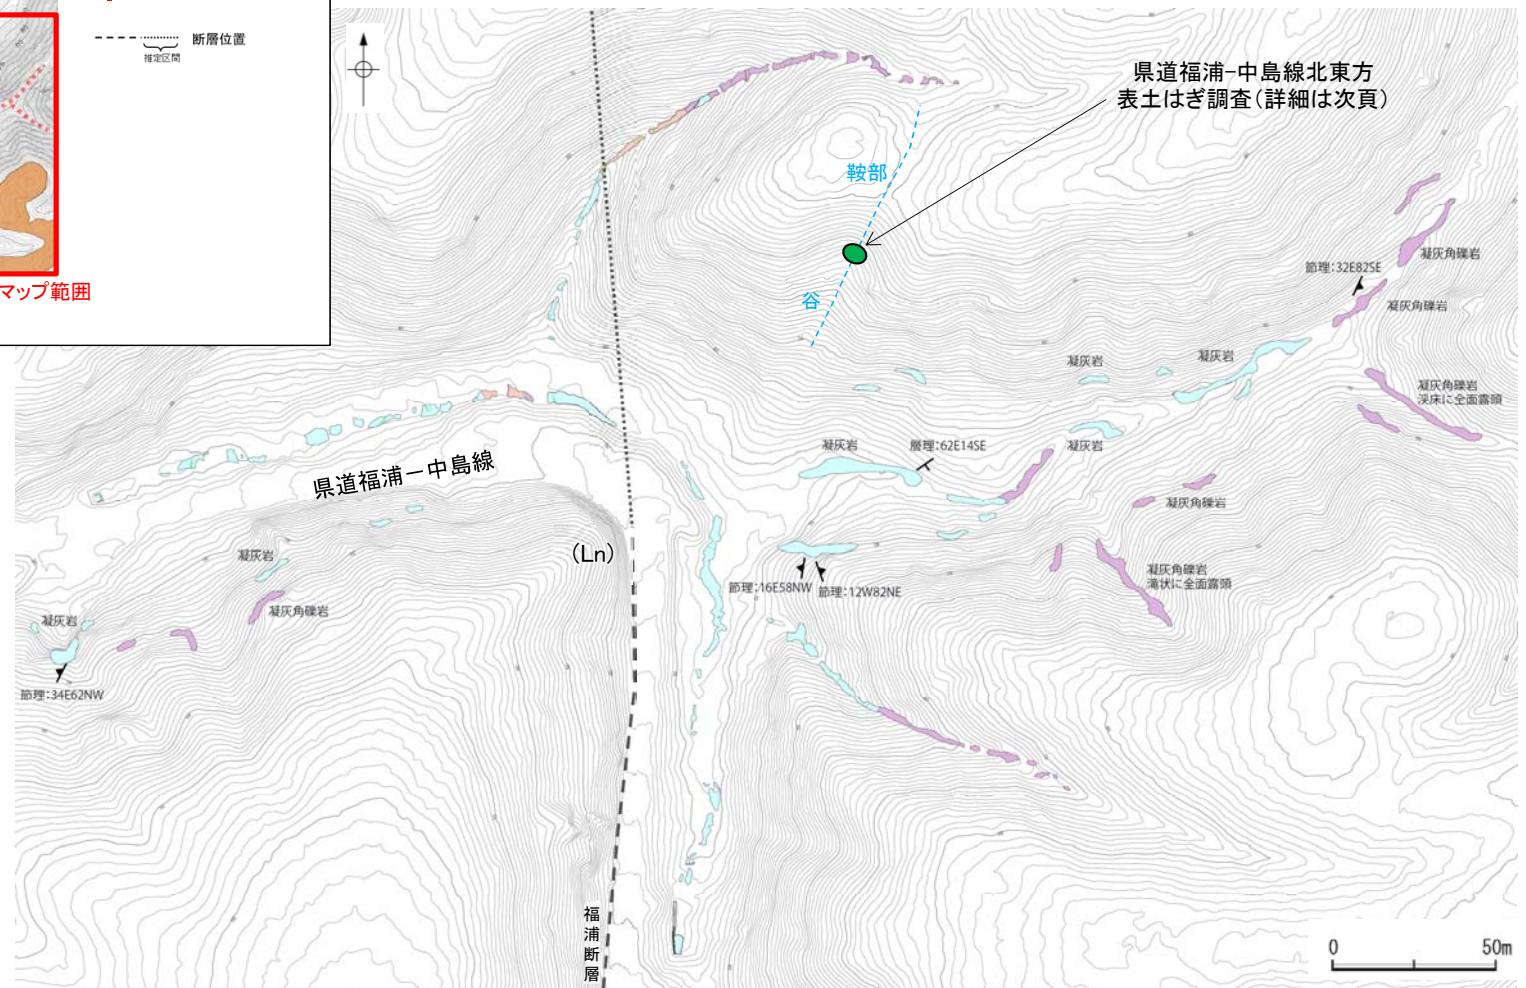 断層位置
推定区間
マップ範囲
県道福浦-中島線北東方
表土はぎ調査(詳細は次頁)
鞍部
谷
凝灰角礫岩
節理:32E82SE
凝灰角礫岩
凝灰岩
凝灰岩
凝灰角礫岩
渓床に全面露頭
凝灰岩
層理:62E14SE
凝灰岩
県道福浦-中島線
凝灰角礫岩
(Ln)
凝灰岩
節理:16E58NW
節理:12W82NE
凝灰角礫岩
滝状に全面露頭
凝灰角礫岩
凝灰岩
節理:34E62NW
福浦断層
0
50m